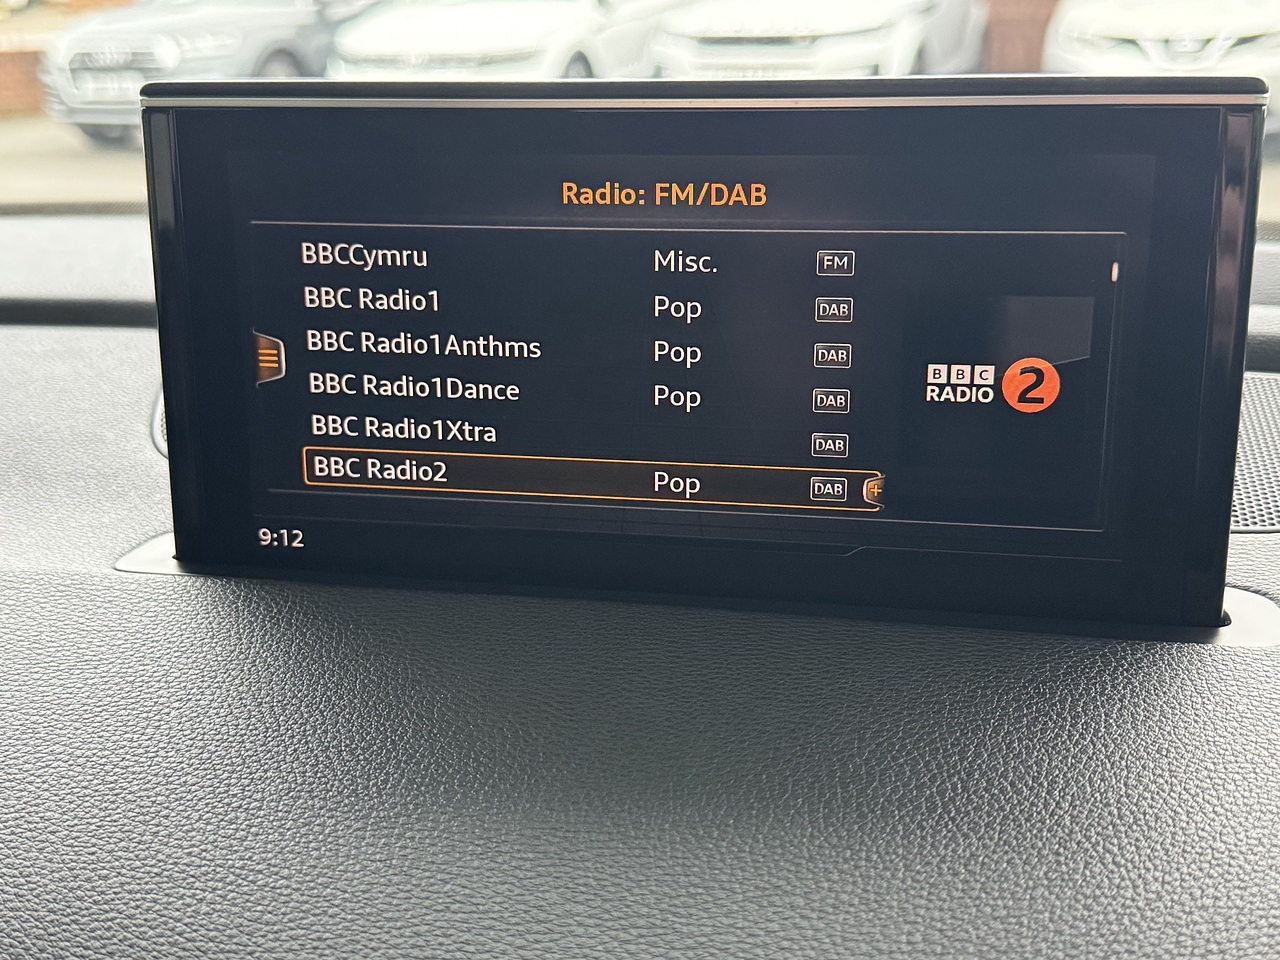 Radio: FM/DAB
BBCCymru Misc. FM
BBC Radio1 Pop DAB
BBC Radio1Anthms Pop DAB
BBC Radio1Dance Pop DAB
BBC Radio1Xtra DAB
BBC Radio2 Pop DAB +
BBC
RADIO 2
9:12